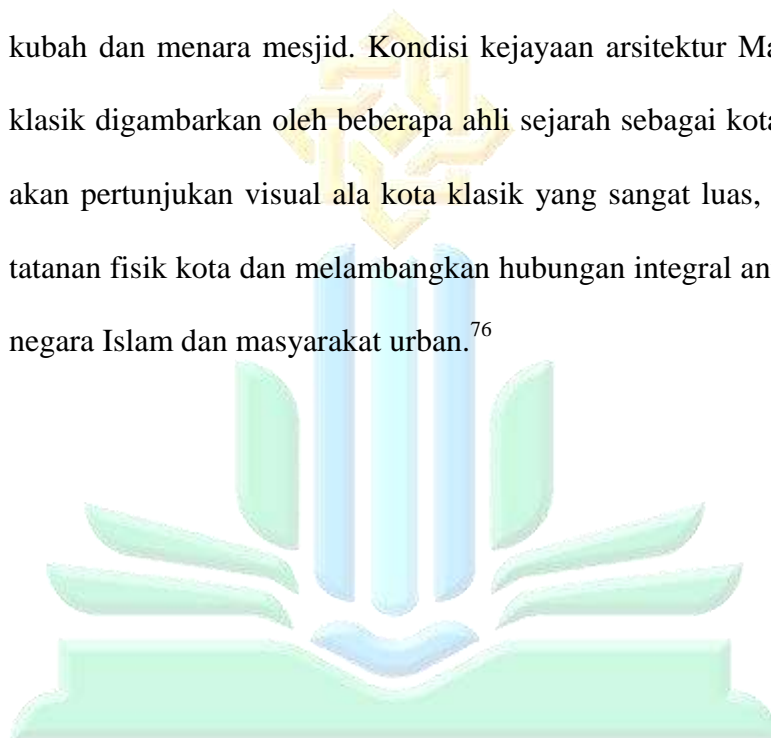 kubah dan menara mesjid. Kondisi kejayaan arsitektur Ma
klasik digambarkan oleh beberapa ahli sejarah sebagai kota
akan pertunjukan visual ala kota klasik yang sangat luas,
tatanan fisik kota dan melambangkan hubungan integral an
negara Islam dan masyarakat urban.76